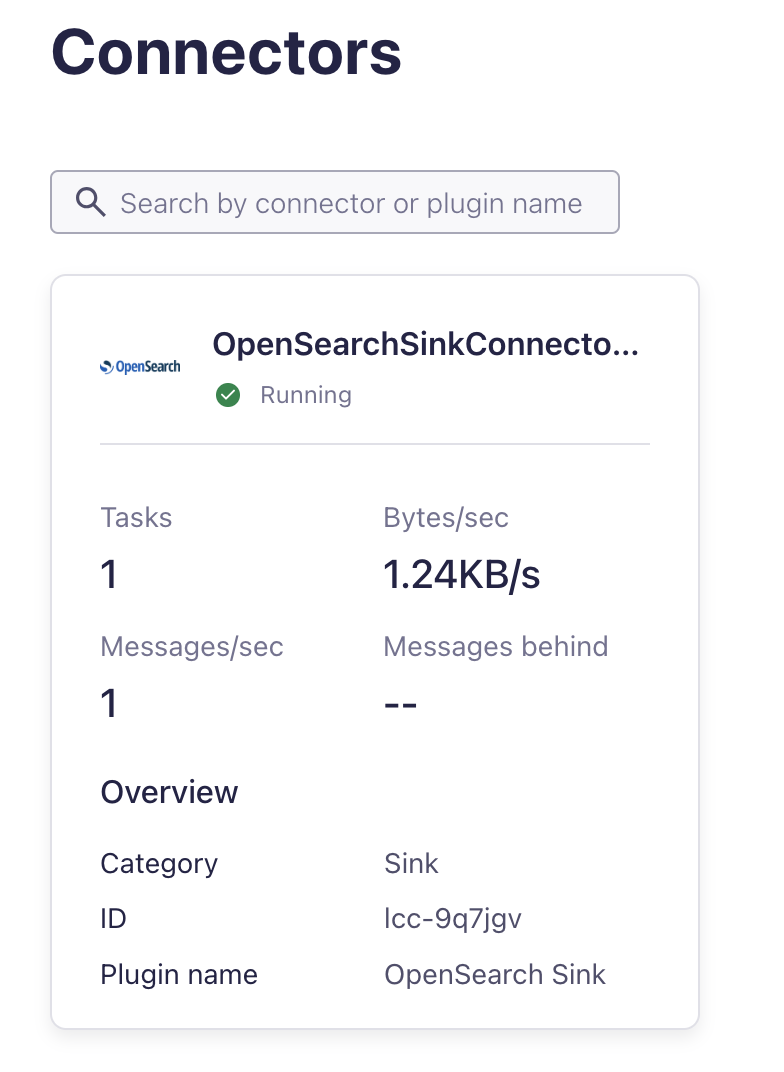 Connectors
Search by connector or plugin name
OpenSearch
OpenSearchSinkConnecto...
Running
Tasks
Bytes/sec
1
1.24KB/s
Messages/sec
Messages behind
1
--
Overview
Category
Sink
ID
lcc-9q7jgv
Plugin name
OpenSearch Sink